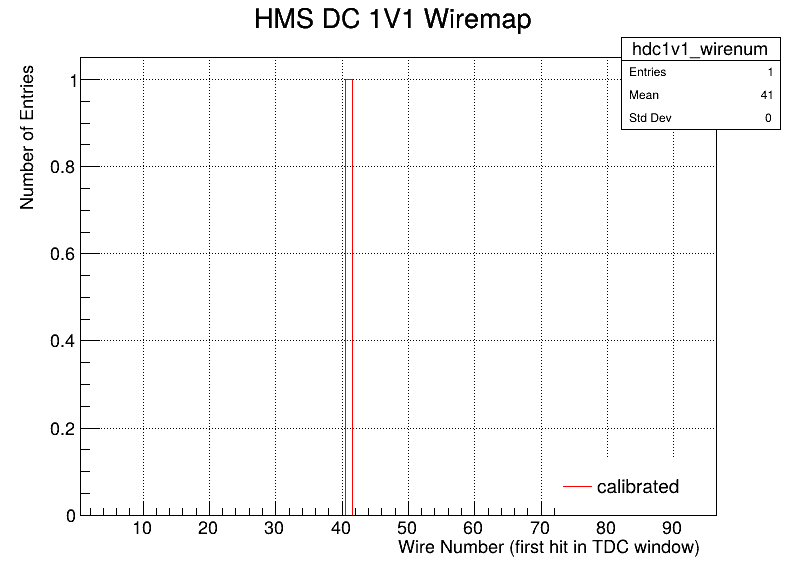 HMS DC 1V1 Wiremap
hdc1v1_wirenum
Entries 1
Mean 41
Std Dev 0
Number of Entries
1
0.8
0.6
0.4
0.2
0
10 20 30 40 50 60 70 80 90
calibrated
Wire Number (first hit in TDC window)